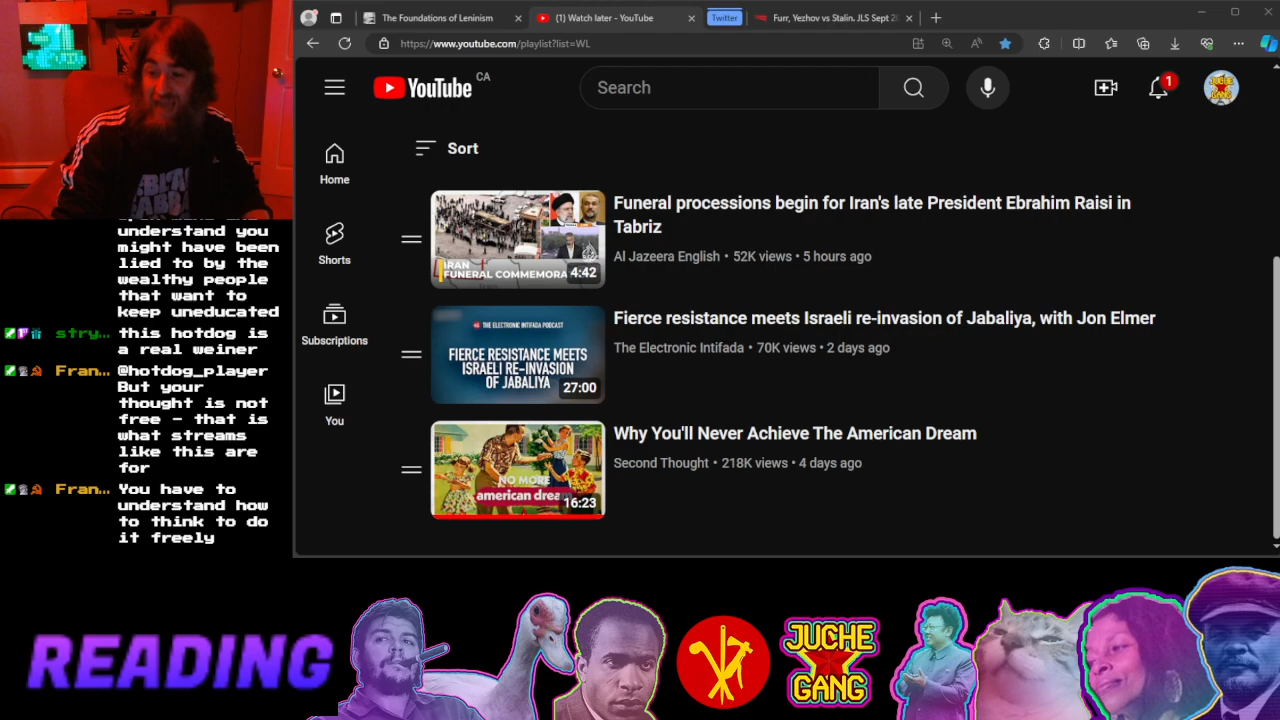 The Foundations of Leninism
(1) Watch later - YouTube
Twitter
Furr, Yezhov vs Stalin. JLS Sept 2
https://www.youtube.com/playlist?list=WL
YouTube
CA
Search
1
JUCHE
GANG
Sort
Home
Shorts
Subscriptions
You
Funeral processions begin for Iran's late President Ebrahim Raisi in
Tabriz
Al Jazeera English • 52K views • 5 hours ago
IRAN
FUNERAL COMMEMORA
4:42
Fierce resistance meets Israeli re-invasion of Jabaliya, with Jon Elmer
The Electronic Intifada • 70K views • 2 days ago
THE ELECTRONIC INTIFADA PODCAST
FIERCE RESISTANCE MEETS
ISRAELI RE-INVASION
OF JABALIYA
27:00
Why You'll Never Achieve The American Dream
Second Thought • 218K views • 4 days ago
NO MORE
american dream
16:23
understand you
might have been
lied to by the
wealthy people
that want to
keep uneducated
stry... this hotdog is
a real weiner
Fran... @hotdog_player
But your
thought is not
free - that is
what streams
like this are
for
Fran... You have to
understand how
to think to do
it freely
READING
JUCHE
GANG